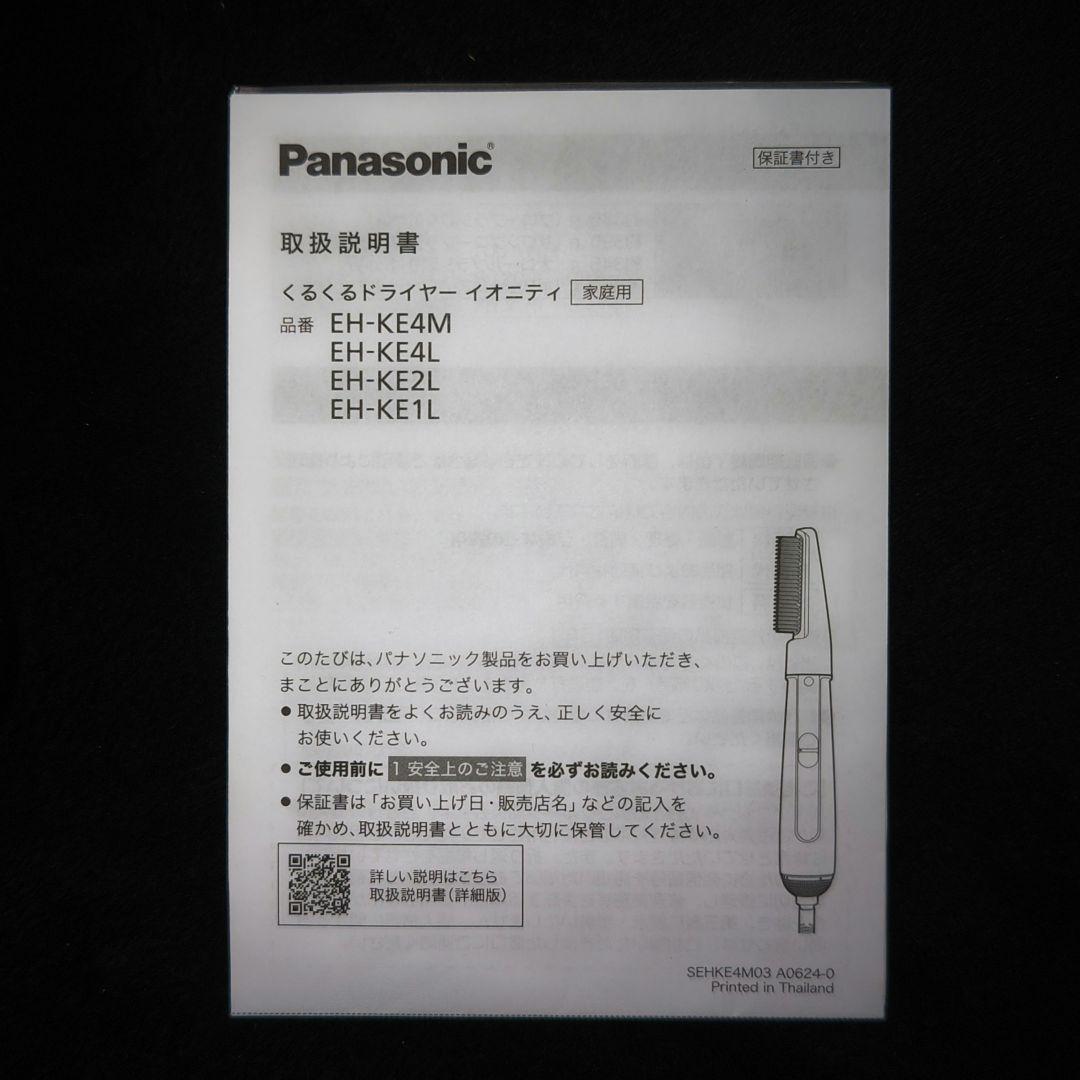 Panasonic®
保証書付き
取扱説明書
くるくるドライヤー イオニティ 家庭用
品番 EH-KE4M
EH-KE4L
EH-KE2L
EH-KE1L
このたびは、パナソニック製品をお買い上げいただき、
まことにありがとうございます。
● 取扱説明書をよくお読みのうえ、正しく安全に
お使いください。
● ご使用前に 1 安全上のご注意 を必ずお読みください。
● 保証書は「お買い上げ日・販売店名」などの記入を
確かめ、取扱説明書とともに大切に保管してください。
詳しい説明はこちら
取扱説明書(詳細版)
SEHKE4M03 A0624-0
Printed in Thailand